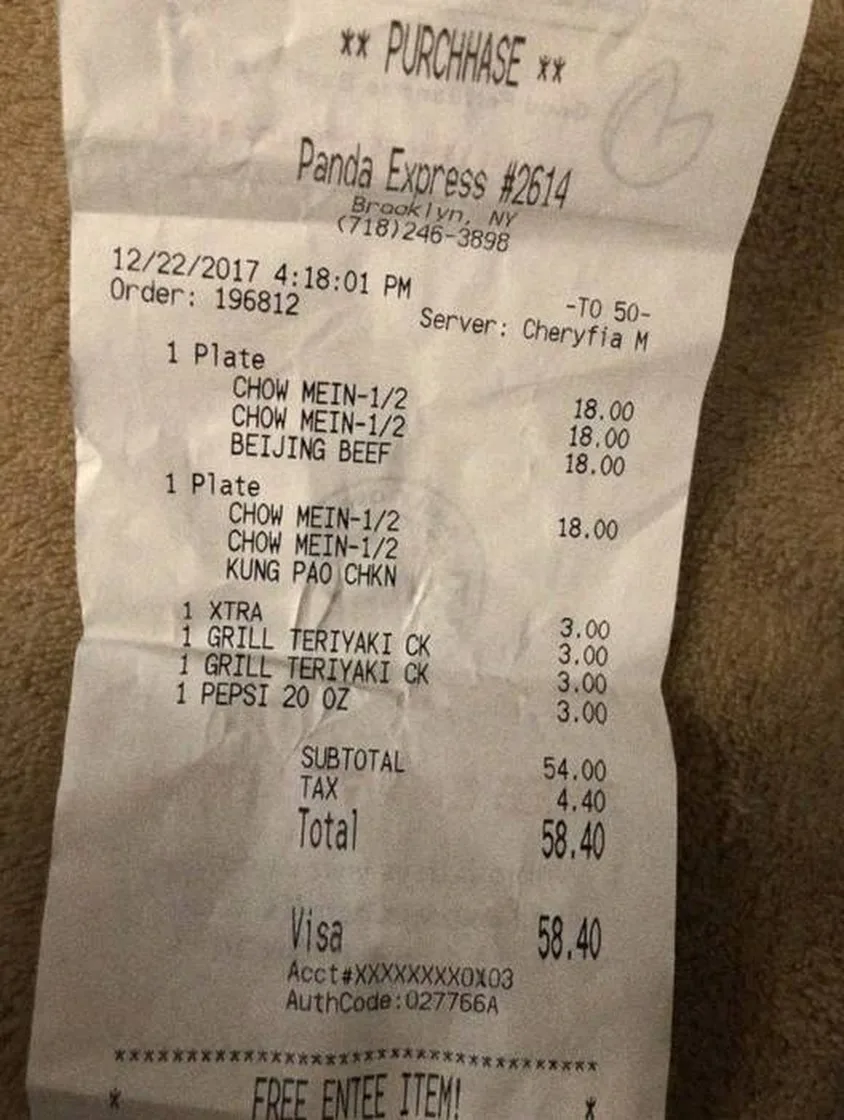 ** PURCHHASE **
Panda Express #2614
Brooklyn, NY
(718)246-3898
12/22/2017 4:18:01 PM
-TO 50-
Order: 196812
Server: Cheryfia M
1 Plate
CHOW MEIN-1/2 18.00
CHOW MEIN-1/2 18.00
BEIJING BEEF 18.00
1 Plate
CHOW MEIN-1/2 18.00
CHOW MEIN-1/2
KUNG PAO CHKN
1 XTRA 3.00
1 GRILL TERIYAKI CK 3.00
1 GRILL TERIYAKI CK 3.00
1 PEPSI 20 OZ 3.00
SUBTOTAL 54.00
TAX 4.40
Total 58.40
Visa 58.40
Acct#XXXXXXXX0X03
AuthCode:027766A
************************************
* FREE ENTEE ITEM! *